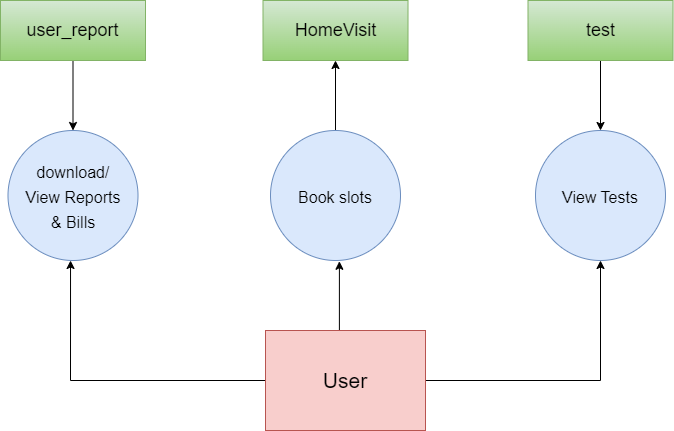 user_report
HomeVisit
test
download/
View Reports
& Bills
Book slots
View Tests
User